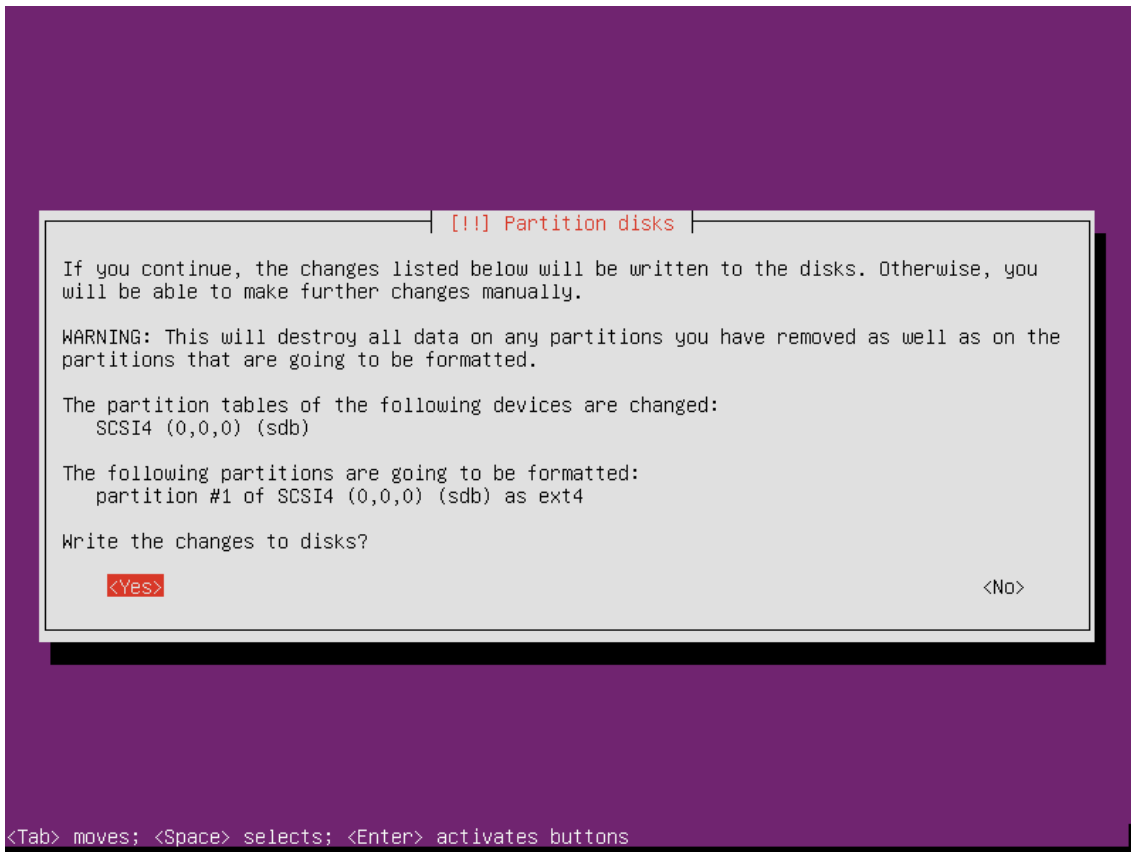 [!!] Partition disks
If you continue, the changes listed below will be written to the disks. Otherwise, you
will be able to make further changes manually.
WARNING: This will destroy all data on any partitions you have removed as well as on the
partitions that are going to be formatted.
The partition tables of the following devices are changed:
SCSI4 (0,0,0) (sdb)
The following partitions are going to be formatted:
partition #1 of SCSI4 (0,0,0) (sdb) as ext4
Write the changes to disks?
<Yes> <No>
<Tab> moves; <Space> selects; <Enter> activates buttons